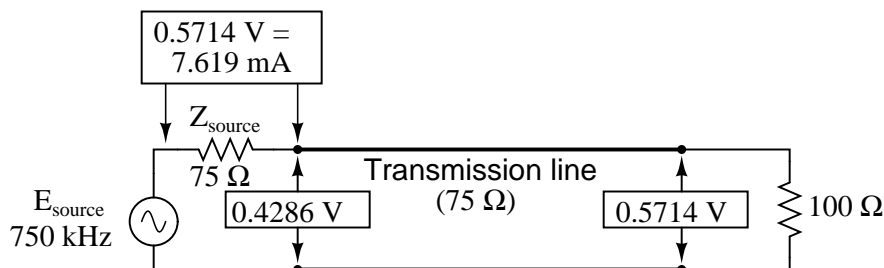 0.5714 V =
7.619 mA
Z source
75 Ω
Transmission line
(75 Ω)
E source
750 kHz
0.4286 V
0.5714 V
100 Ω